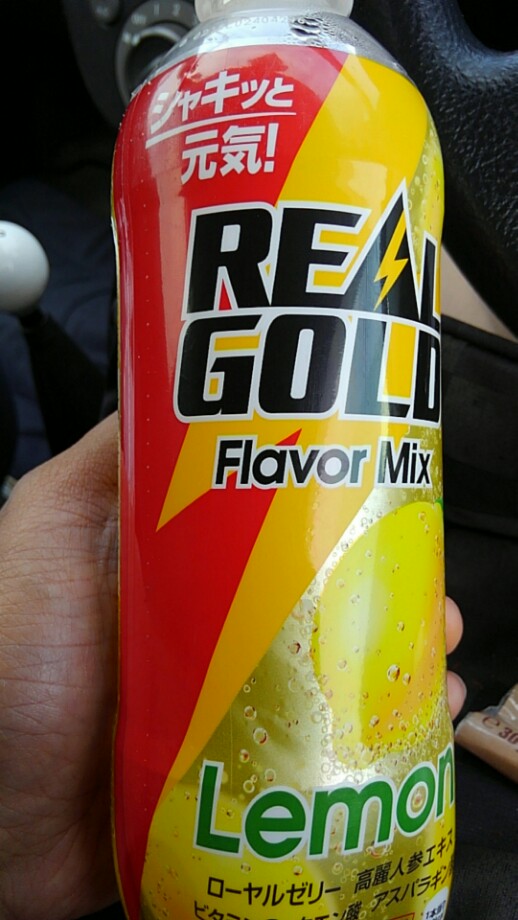 シャキッと
元気!
REAL
GOLD
Flavor Mix
Lemon
ローヤルゼリー 高麗人参エキス